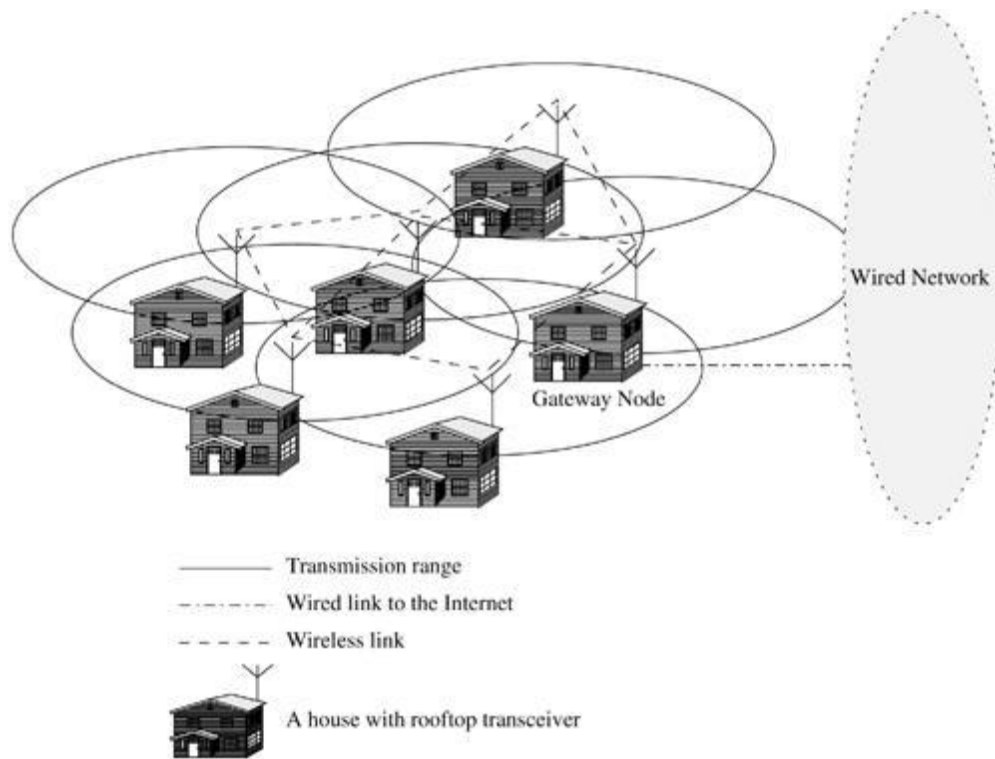 Wired Network
Gateway Node
Transmission range
Wired link to the Internet
Wireless link
A house with rooftop transceiver